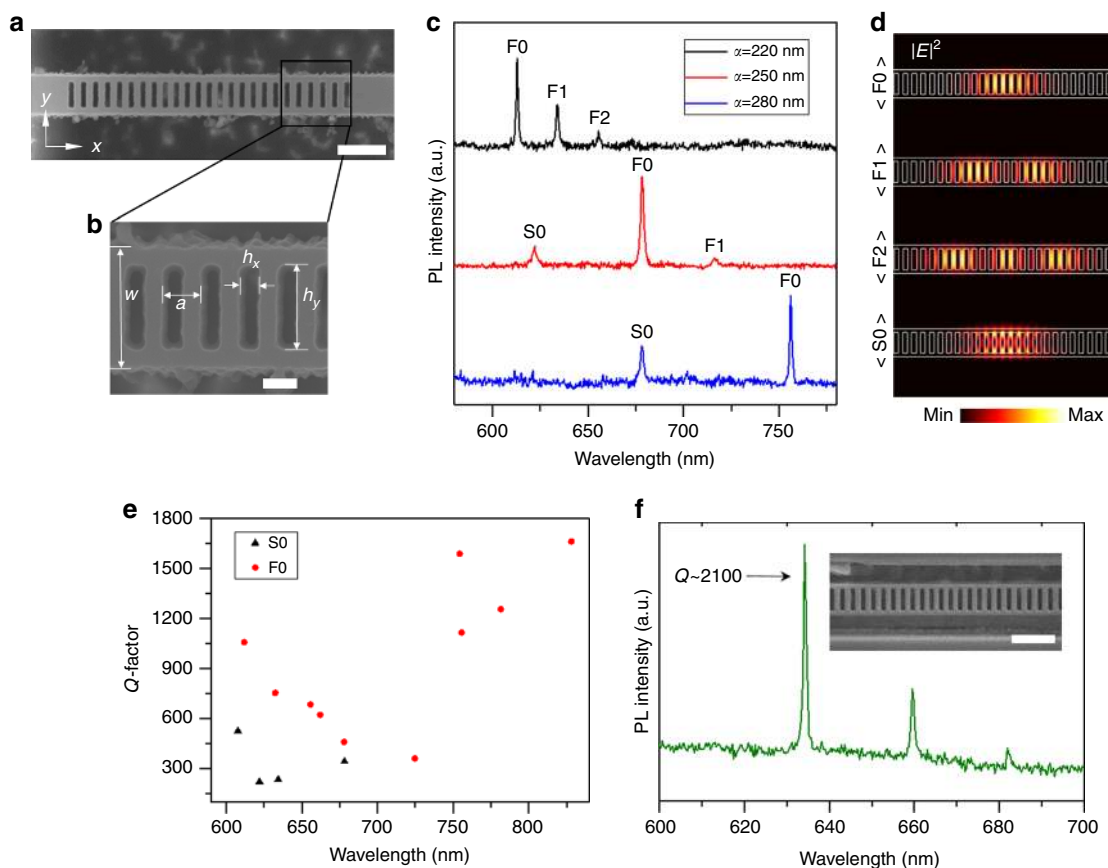 a
y
x
b
w
a
hx
hy
c
F0
F1
F2
α=220 nm
α=250 nm
α=280 nm
S0
F0
F1
S0
F0
PL intensity (a.u.)
600 650 700 750
Wavelength (nm)
d
|E|²
< F0 >
< F1 >
< F2 >
< S0 >
Min Max
e
1800
1500
1200
900
600
300
S0
F0
Q-factor
600 650 700 750 800
Wavelength (nm)
f
Q~2100
PL intensity (a.u.)
600 620 640 660 680 700
Wavelength (nm)